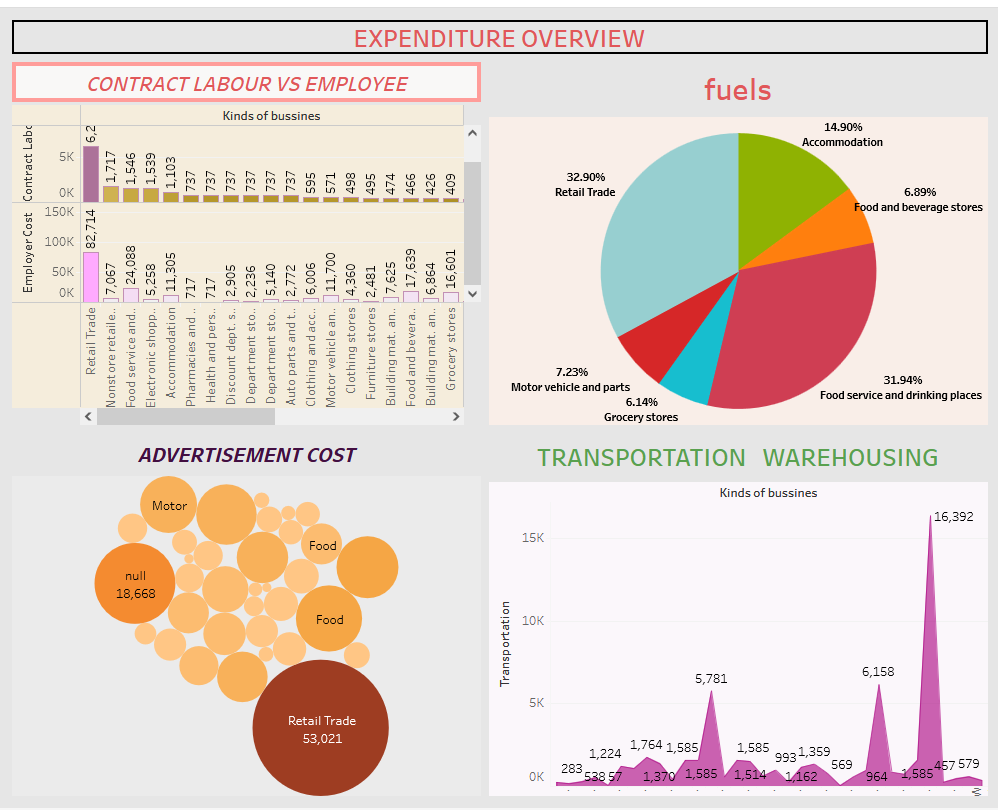 EXPENDITURE OVERVIEW
CONTRACT LABOUR VS EMPLOYEE
Kinds of bussines
Contract Labo
5K
0K
6,2
1,717
1,546
1,539
1,103
737
737
737
737
737
737
595
571
498
495
474
466
426
409
Employer Cost
150K
100K
50K
0K
82,714
7,067
24,088
5,258
11,305
717
717
2,905
2,236
5,140
2,772
6,006
11,700
4,360
2,481
7,625
17,639
6,864
16,601
Retail Trade
Nonstore retaile..
Food service and..
Electronic shopp..
Accommodation
Pharmacies and ..
Health and pers..
Discount dept. s..
Department sto..
Department sto..
Auto parts and t..
Clothing and acc..
Motor vehicle an..
Clothing stores
Furniture stores
Building mat. an..
Food and bevera..
Building mat. an..
Grocery stores
fuels
14.90%
Accommodation
32.90%
Retail Trade
6.89%
Food and beverage stores
7.23%
Motor vehicle and parts
6.14%
Grocery stores
31.94%
Food service and drinking places
ADVERTISEMENT COST
Motor
Food
null
18,668
Food
Retail Trade
53,021
TRANSPORTATION WAREHOUSING
Kinds of bussines
Transportation
15K
10K
5K
0K
16,392
5,781
6,158
1,224
1,764
1,585
1,585
993
1,359
283
538
57
1,370
1,585
1,514
1,162
569
964
1,585
457
579